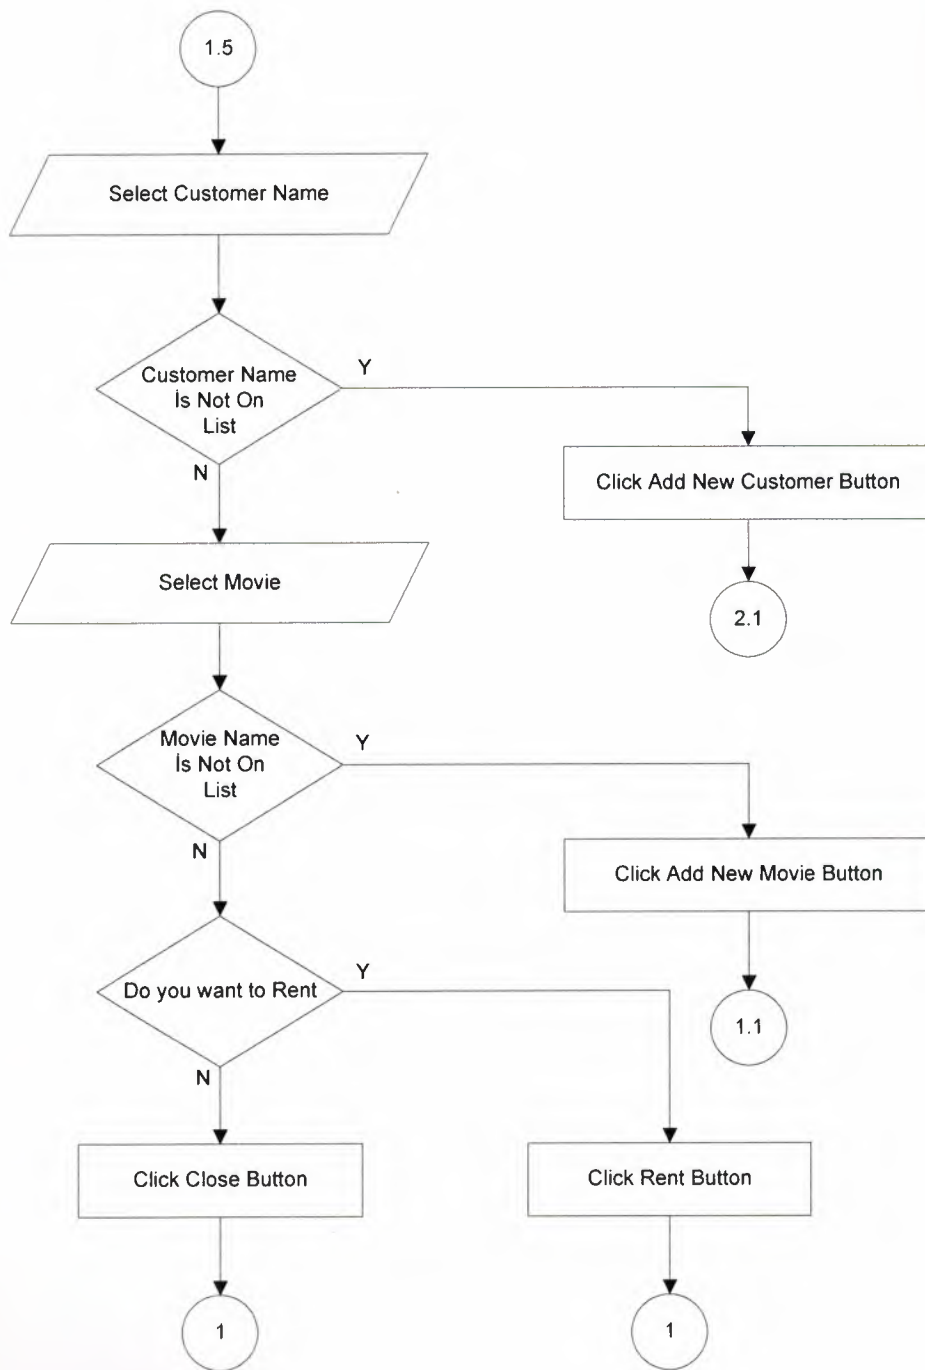 1.5
Select Customer Name
Customer Name
İs Not On
List
Y
N
Click Add New Customer Button
Select Movie
2.1
Movie Name
İs Not On
List
Y
N
Click Add New Movie Button
Do you want to Rent
Y
1.1
N
Click Close Button
Click Rent Button
1
1